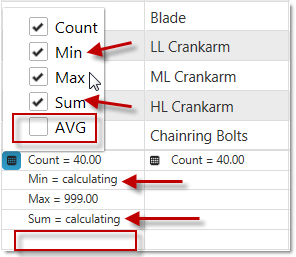 Count
Min
Max
Sum
AVG
Blade
LL Crankarm
ML Crankarm
HL Crankarm
Chainring Bolts
Count = 40.00
Min = calculating
Max = 999.00
Sum = calculating
Count = 40.00